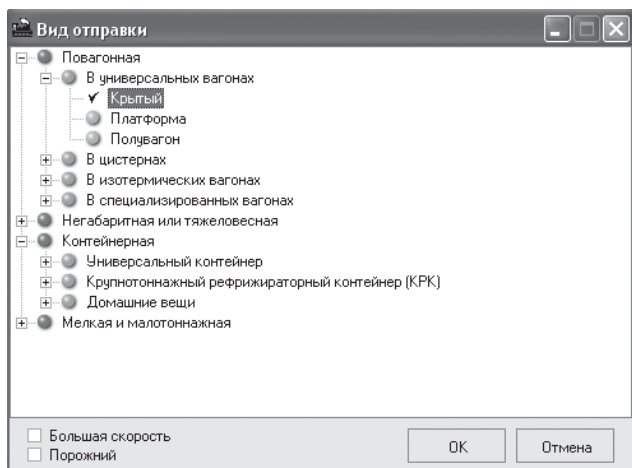 Вид отправки
Повагонная
В универсальных вагонах
Крытый
Платформа
Полувагон
В цистернах
В изотермических вагонах
В специализированных вагонах
Негабаритная или тяжеловесная
Контейнерная
Универсальный контейнер
Крупнотоннажный рефрижираторный контейнер (КРК)
Домашние вещи
Мелкая и малотоннажная
Большая скорость
Порожний
OK
Отмена